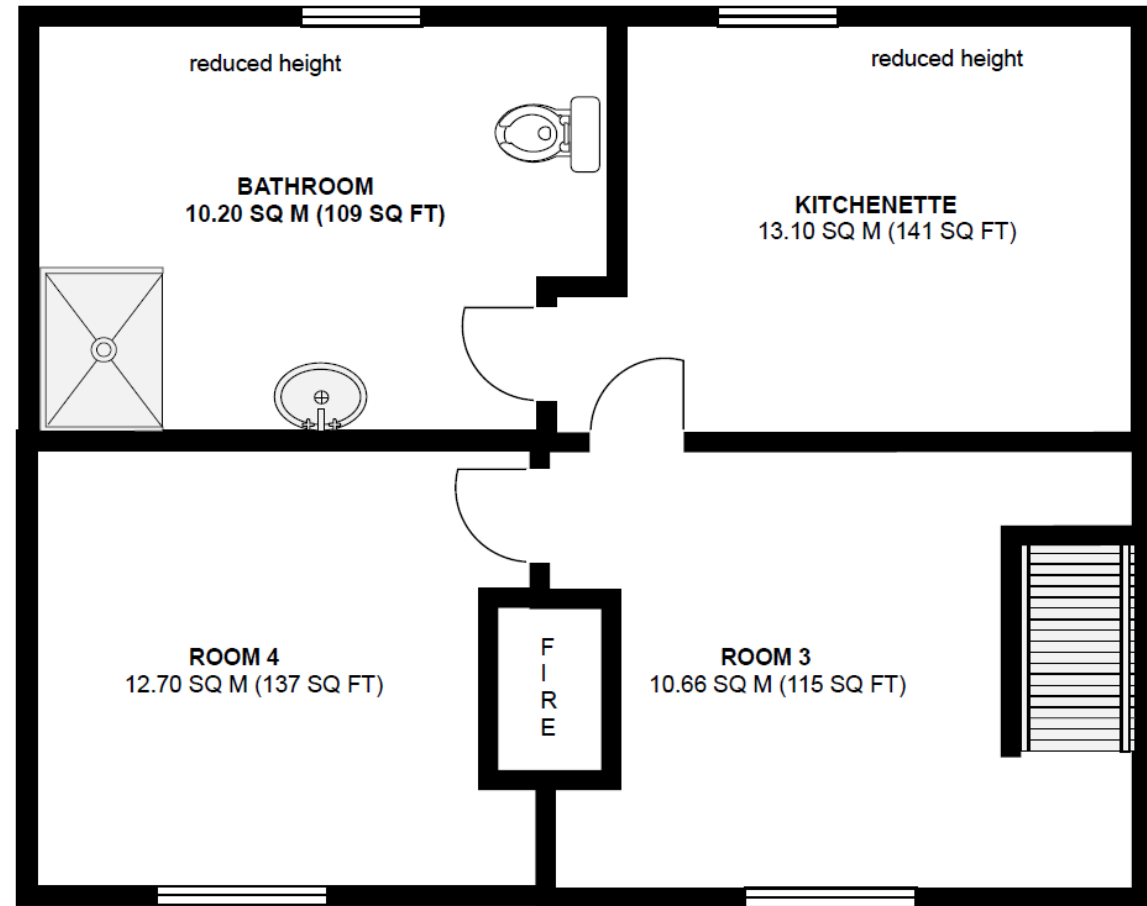 reduced height
reduced height
BATHROOM
10.20 SQ M (109 SQ FT)
KITCHENETTE
13.10 SQ M (141 SQ FT)
ROOM 4
12.70 SQ M (137 SQ FT)
F
I
R
E
ROOM 3
10.66 SQ M (115 SQ FT)